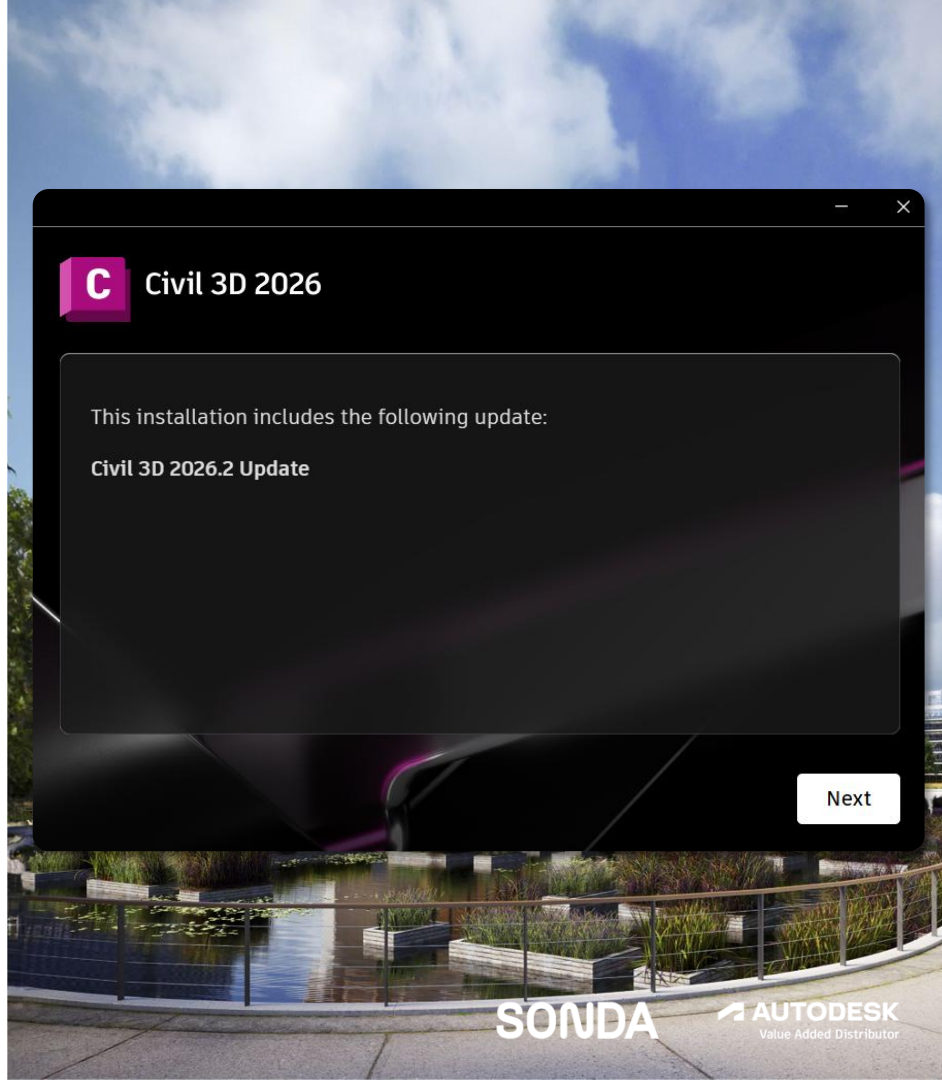 C
Civil 3D 2026
This installation includes the following update:
Civil 3D 2026.2 Update
Next
SONDA
AUTODESK
Value Added Distributor